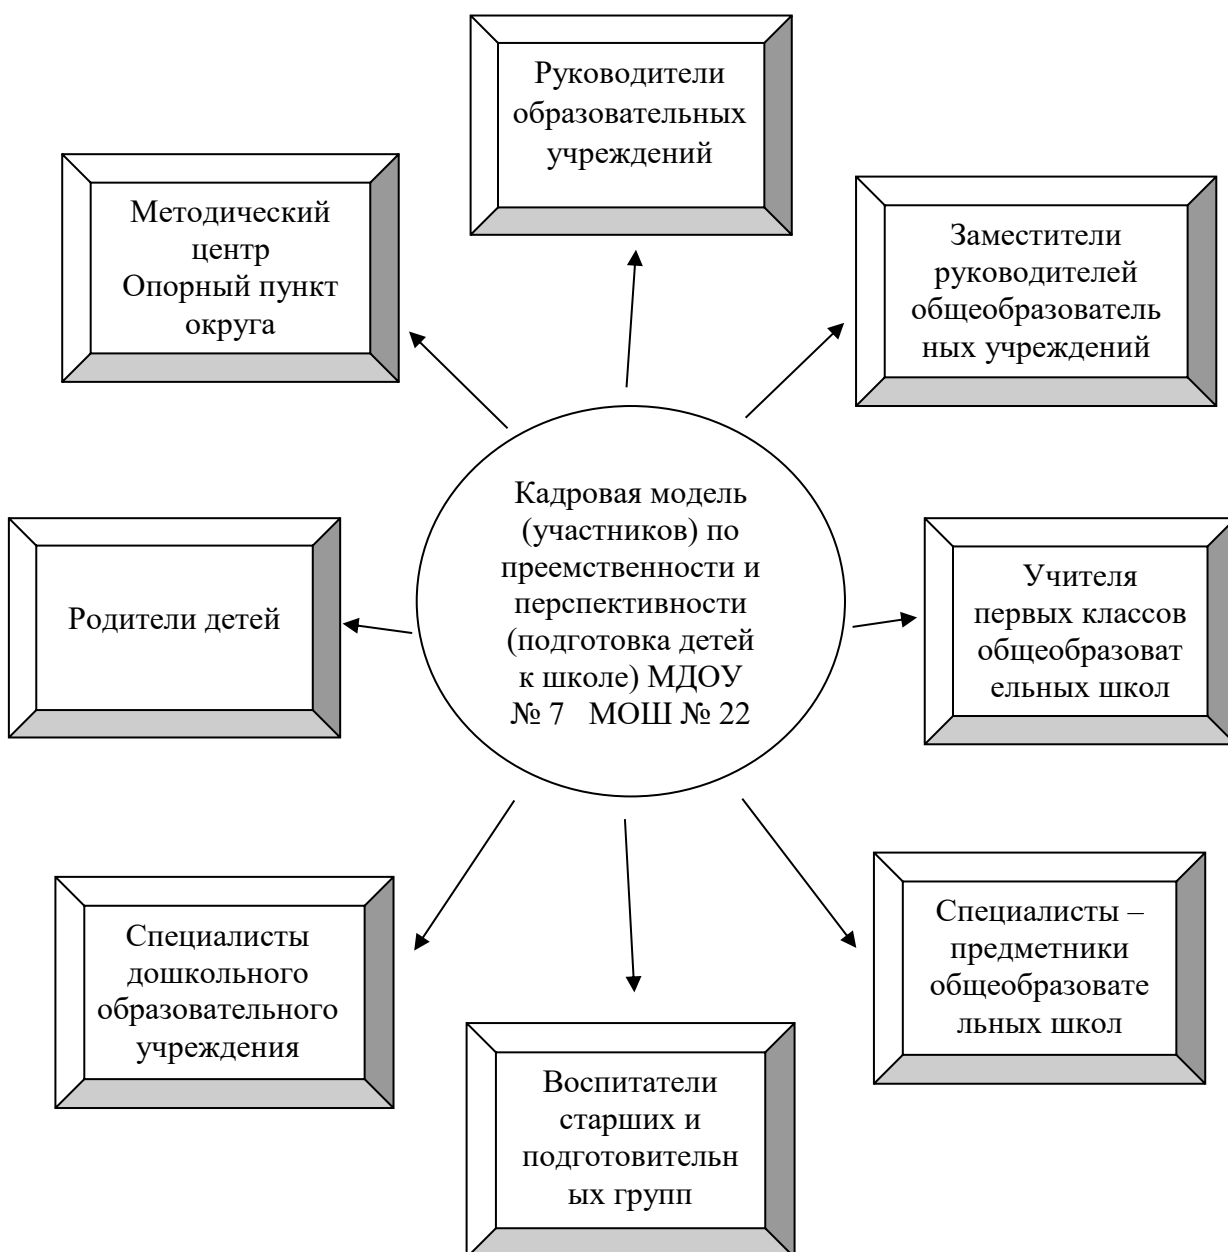 Руководители
образовательных
учреждений
Методический
центр
Опорный пункт
округа
Заместители
руководителей
общеобразователь
ных учреждений
Кадровая модель
(участников) по
преемственности и
перспективности
(подготовка детей
к школе) МДОУ
№ 7 МОШ № 22
Родители детей
Учителя
первых классов
общеобразоват
ельных школ
Специалисты
дошкольного
образовательного
учреждения
Специалисты –
предметники
общеобразовате
льных школ
Воспитатели
старших и
подготовительн
ых групп